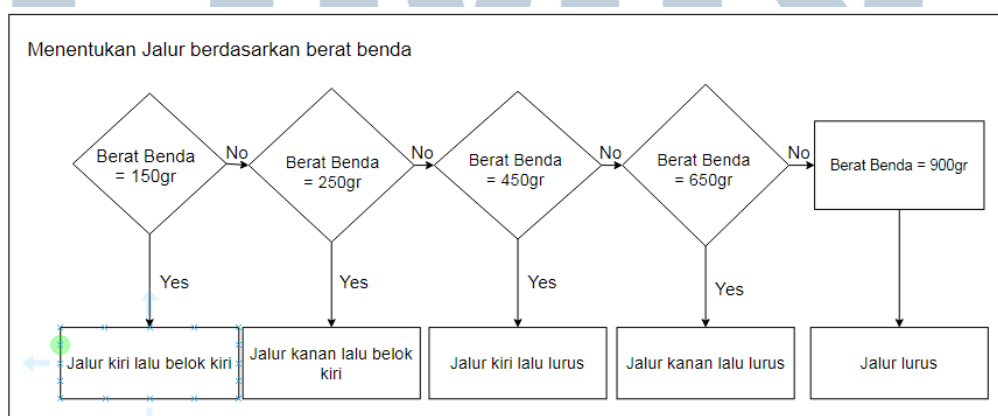 Menentukan Jalur berdasarkan berat benda
Berat Benda
= 150gr
No
Berat Benda
= 250gr
No
Berat Benda
= 450gr
No
Berat Benda
= 650gr
No
Berat Benda = 900gr
Yes
Yes
Yes
Yes
Jalur kiri lalu belok kiri
Jalur kanan lalu belok
kiri
Jalur kiri lalu lurus
Jalur kanan lalu lurus
Jalur lurus